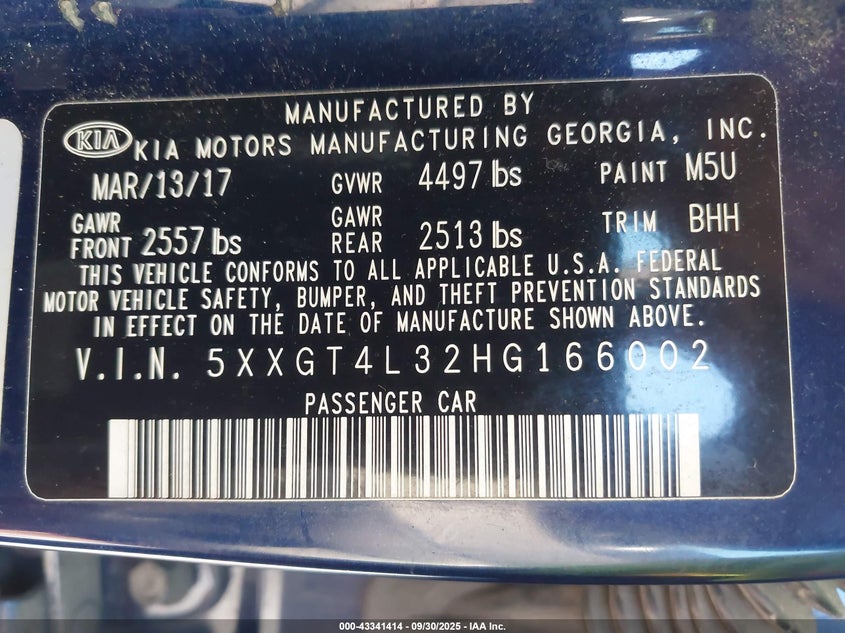 MANUFACTURED BY
KIA KIA MOTORS MANUFACTURING GEORGIA, INC.
MAR/13/17 GVWR 4497 lbs PAINT M5U
GAWR FRONT 2557 lbs GAWR REAR 2513 lbs TRIM BHH
THIS VEHICLE CONFORMS TO ALL APPLICABLE U.S.A. FEDERAL
MOTOR VEHICLE SAFETY, BUMPER, AND THEFT PREVENTION STANDARDS
IN EFFECT ON THE DATE OF MANUFACTURE SHOWN ABOVE.
V.I.N. 5XXGT4L32HG166002
PASSENGER CAR
000-43341414 - 09/30/2025 - IAA Inc.